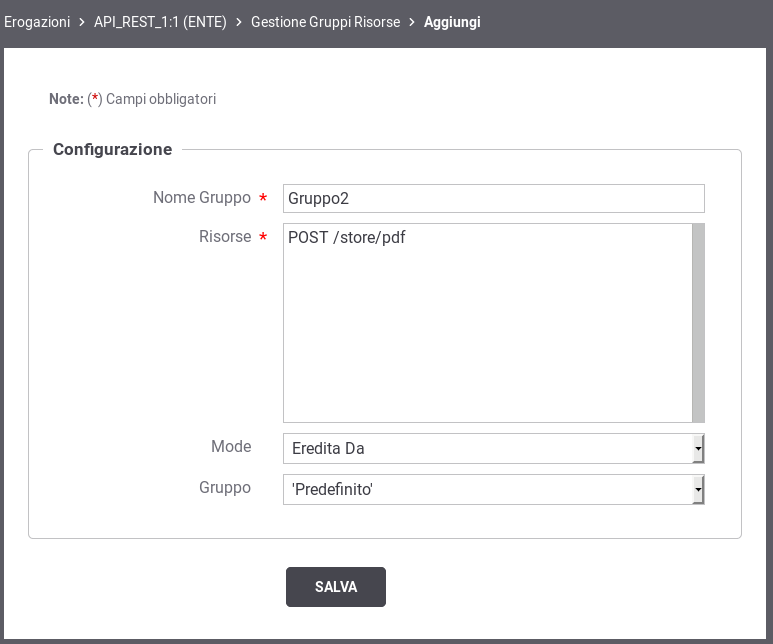 Erogazioni > API_REST_1:1 (ENTE) > Gestione Gruppi Risorse > Aggiungi
Note: (*) Campi obbligatori
Configurazione
Nome Gruppo * Gruppo2
Risorse * POST /store/pdf
Mode Eredita Da
Gruppo 'Predefinito'
SALVA